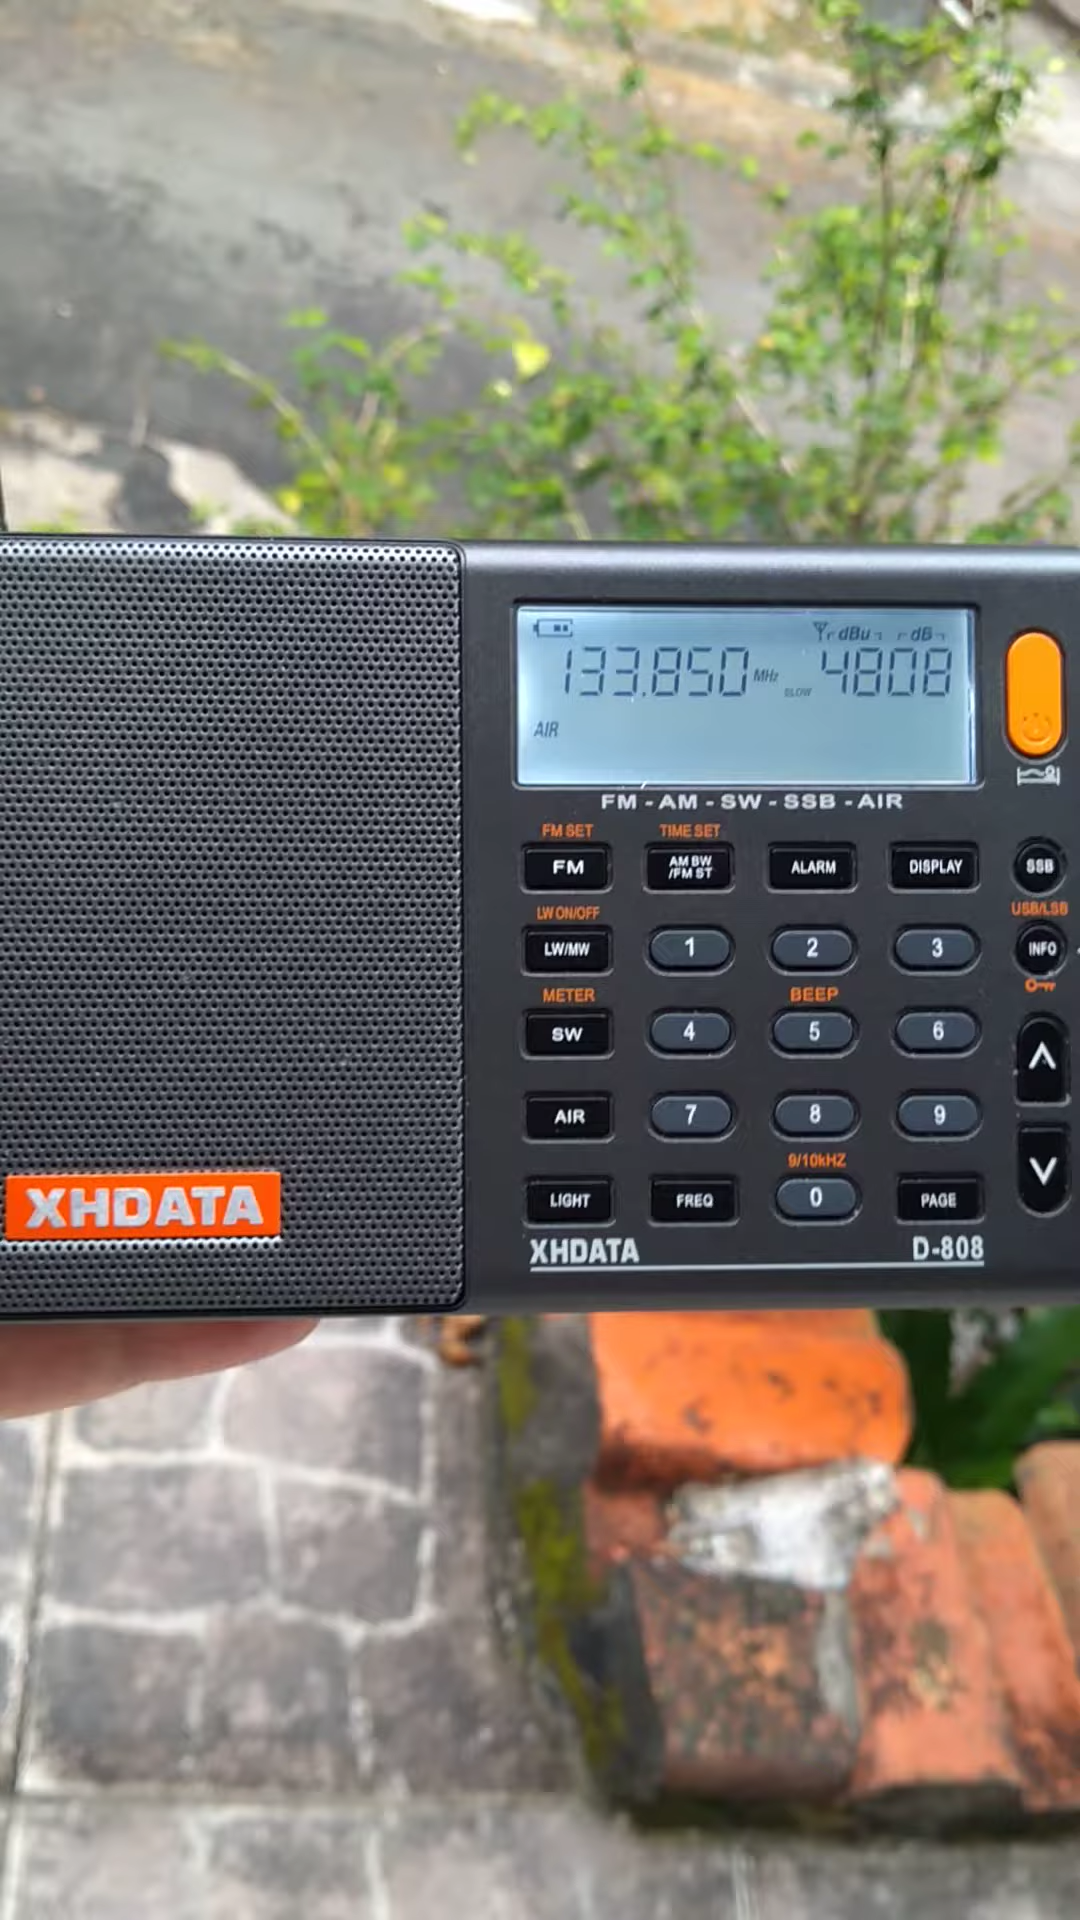 dBu dB
133.850 MHz SLOW 4808
AIR
FM - AM - SW - SSB - AIR
FM SET TIME SET
FM AM BW /FM ST ALARM DISPLAY SSB
LW ON/OFF USB/LSB
LW/MW 1 2 3 INFO
METER BEEP
SW 4 5 6
AIR 7 8 9
9/10kHZ
LIGHT FREQ 0 PAGE
XHDATA
XHDATA D-808